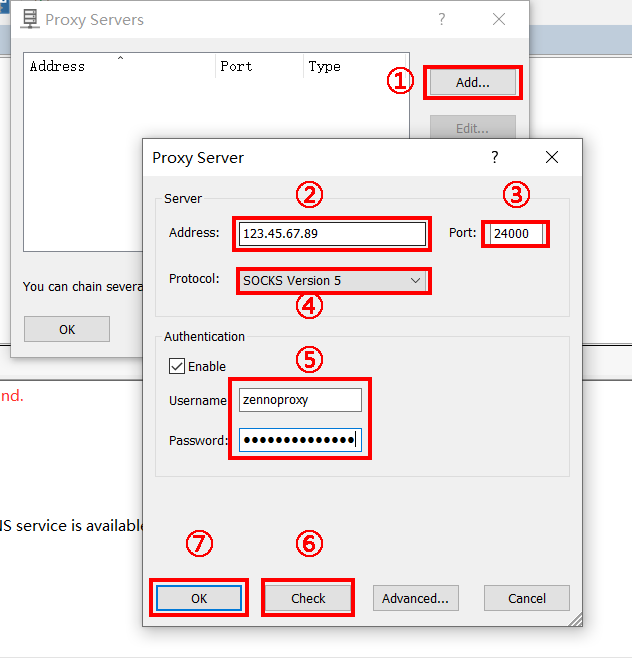 Proxy Servers
?
Address Port Type
① Add...
Edit...
Proxy Server
?
② ③
Server
Address: 123.45.67.89 Port: 24000
Protocol: SOCKS Version 5
④
You can chain severa
OK
Authentication
⑤
Enable
Username zennoproxy
Password: ●●●●●●●●●●●●●●
nd.
NS service is available
⑦ ⑥
OK Check Advanced... Cancel